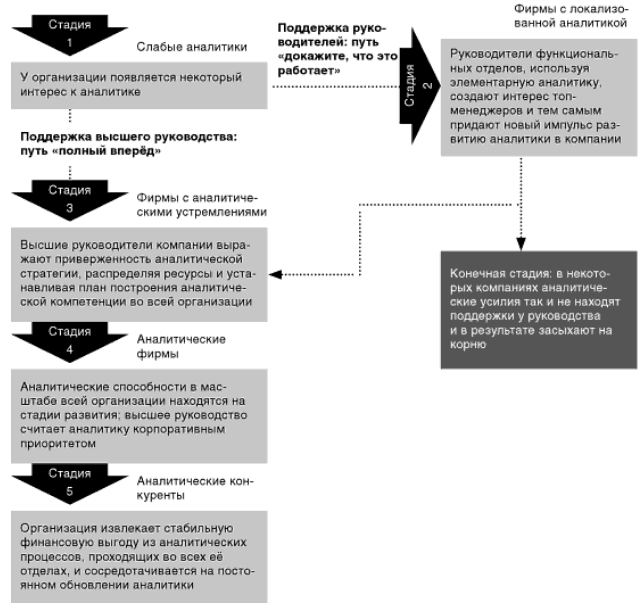 Стадия
1
Слабые аналитики
У организации появляется некоторый
интерес к аналитике
Поддержка руко-
водителей: путь
«докажите, что это
работает»
Стадия
2
Фирмы с локализо-
ванной аналитикой
Руководители функциональ-
ных отделов, используя
элементарную аналитику,
создают интерес топ-
менеджеров и тем самым
придают новый импульс раз-
витию аналитики в компании
Поддержка высшего руководства:
путь «полный вперёд»
Стадия
3
Фирмы с аналитиче-
скими устремлениями
Высшие руководители компании выра-
жают приверженность аналитической
стратегии, распределяя ресурсы и уста-
навливая план построения аналитиче-
ской компетенции во всей организации
Конечная стадия: в некото-
рых компаниях аналитиче-
ские усилия так и не находят
поддержки у руководства
и в результате засыхают на
корню
Стадия
4
Аналитические
фирмы
Аналитические способности в мас-
штабе всей организации находятся на
стадии развития; высшее руководство
считает аналитику корпоративным
приоритетом
Стадия
5
Аналитические кон-
куренты
Организация извлекает стабильную
финансовую выгоду из аналитических
процессов, проходящих во всех её
отделах, и сосредотачивается на посто-
янном обновлении аналитики